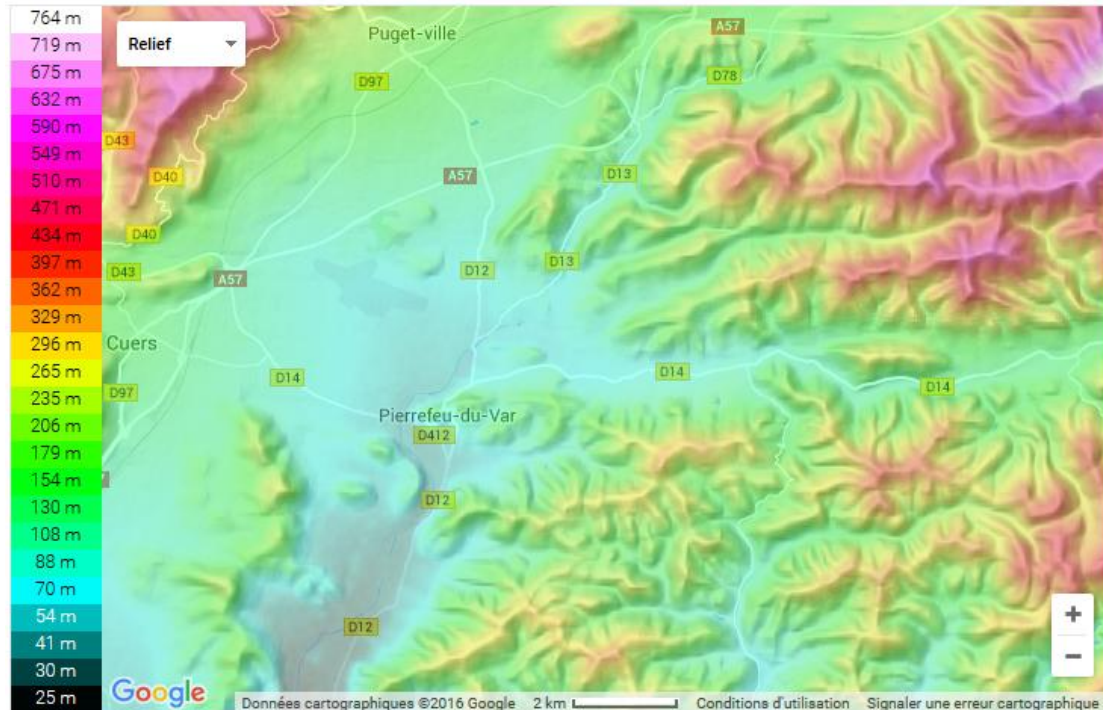 764 m
719 m
675 m
632 m
590 m
549 m
510 m
471 m
434 m
397 m
362 m
329 m
296 m
265 m
235 m
206 m
179 m
154 m
130 m
108 m
88 m
70 m
54 m
41 m
30 m
25 m
Relief
Puget-ville
A57
D97
D78
D43
D40
A57
D13
D40
D43
A57
D12
D13
Cuers
D14
D14
D14
D97
Pierrefeu-du-Var
D412
D12
D12
+
−
Google
Données cartographiques ©2016 Google 2 km Conditions d'utilisation Signaler une erreur cartographique